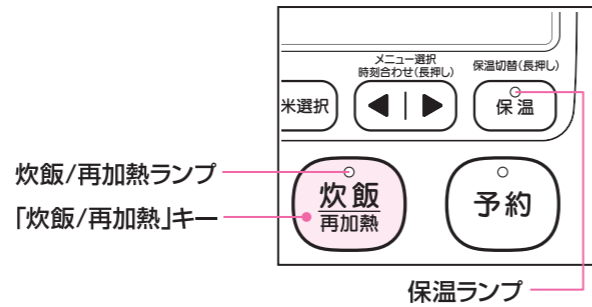 メニュー選択
時刻合わせ(長押し)
保温切替(長押し)
米選択
保温
炊飯/再加熱ランプ
「炊飯/再加熱」キー
炊飯
再加熱
予約
保温ランプ